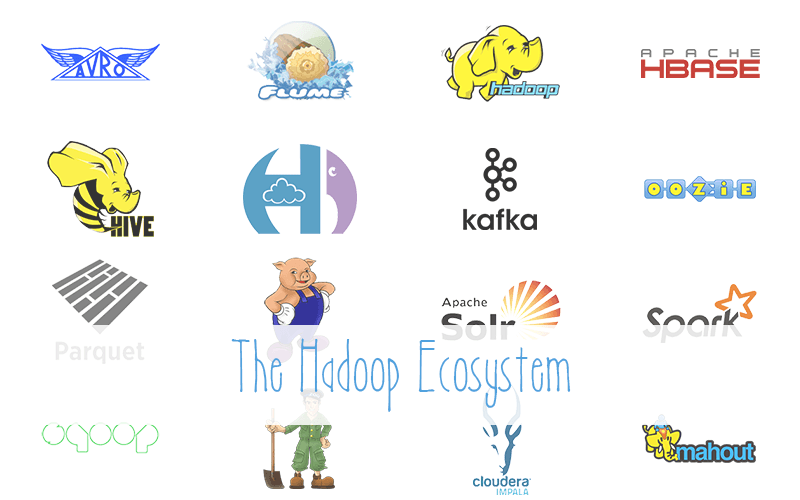 AVRO
FLUME
hadoop
APACHE
HBASE
HIVE
H
kafka
OOZIE
Parquet
Apache
Solr
Spark
The Hadoop Ecosystem
sqoop
cloudera
IMPALA
mahout